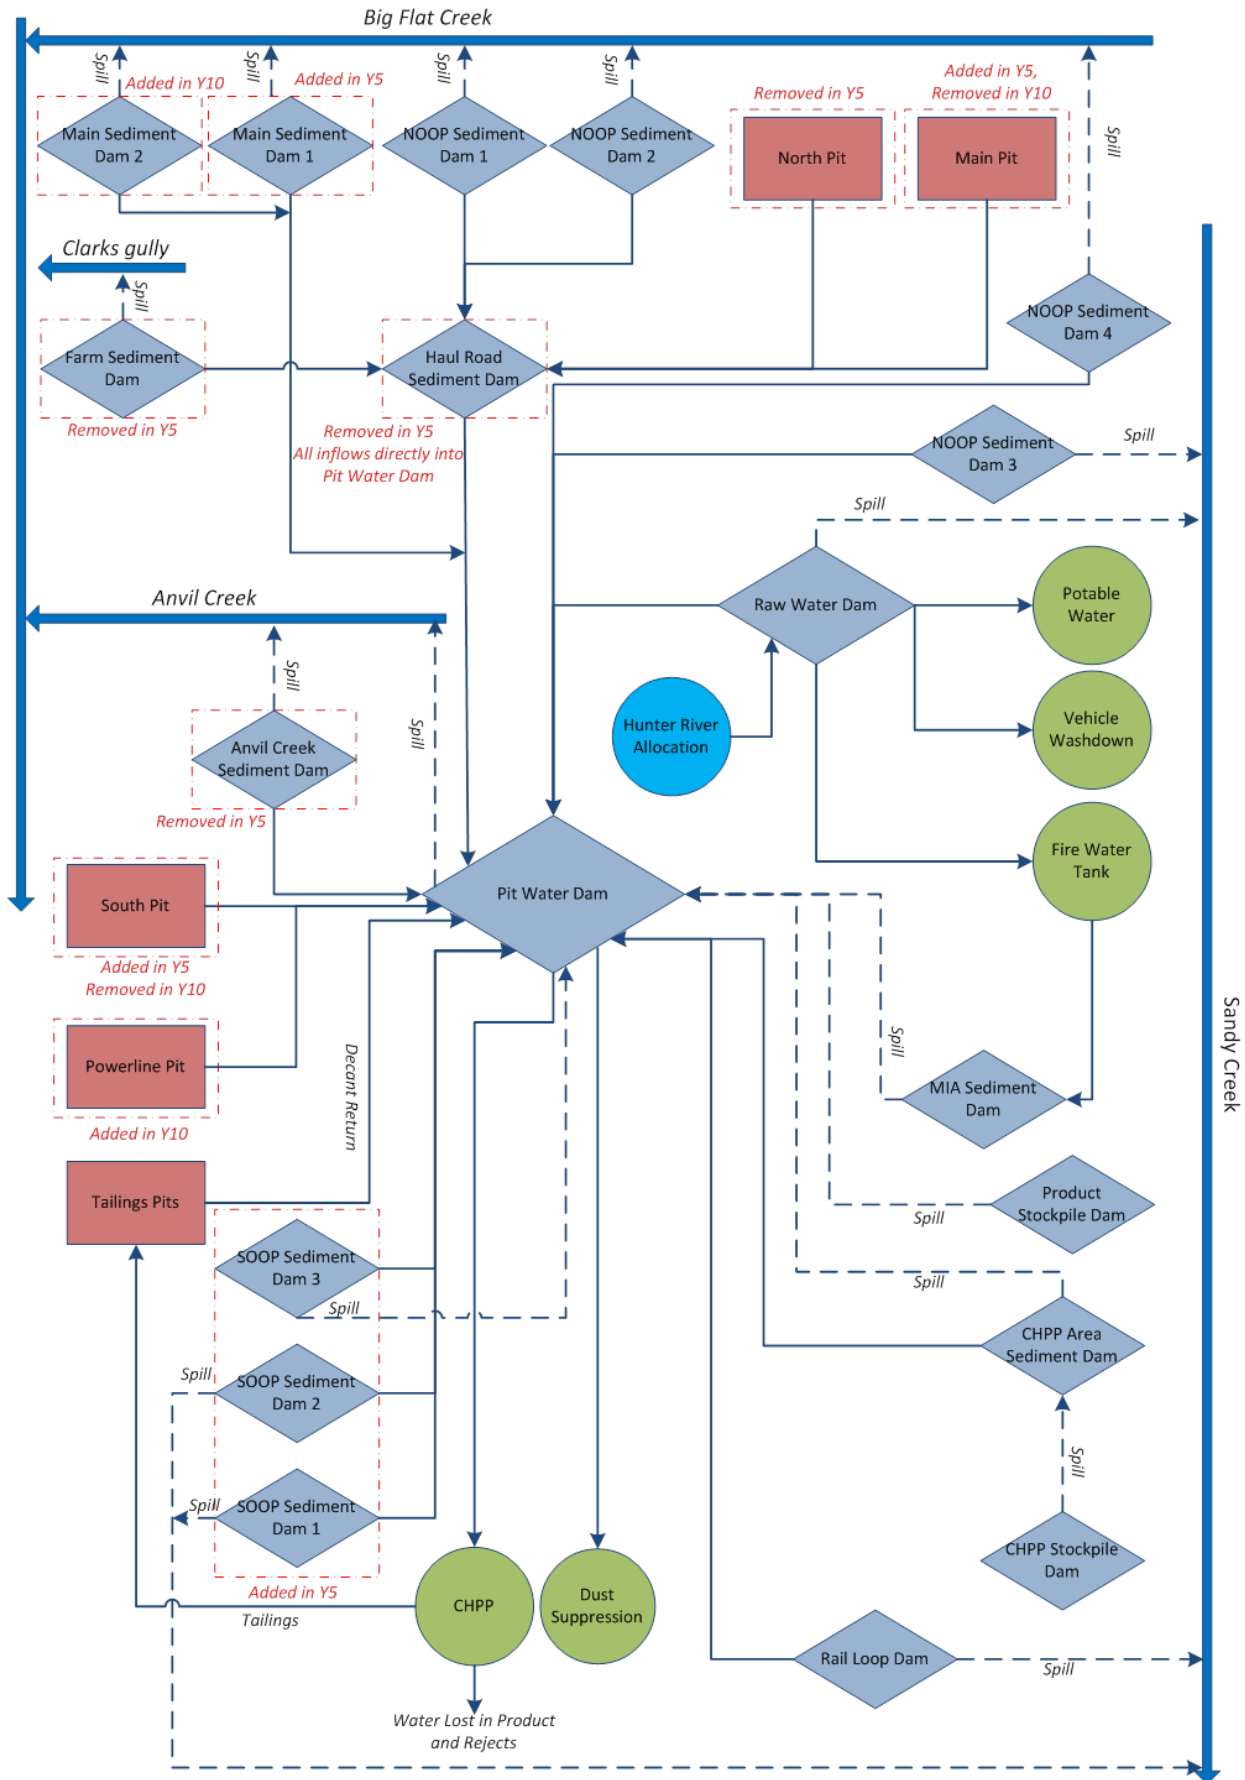 Big Flat Creek
Spill
Spill
Spill
Spill
Added in Y10
Added in Y5
Removed in Y5
Added in Y5,
Removed in Y10
Main Sediment
Dam 2
Main Sediment
Dam 1
NOOP Sediment
Dam 1
NOOP Sediment
Dam 2
North Pit
Main Pit
Spill
Clarks gully
Spill
NOOP Sediment
Dam 4
Farm Sediment
Dam
Removed in Y5
Haul Road
Sediment Dam
Removed in Y5
All inflows directly into
Pit Water Dam
NOOP Sediment
Dam 3
Spill
Spill
Anvil Creek
Raw Water Dam
Potable
Water
Spill
Spill
Hunter River
Allocation
Vehicle
Washdown
Anvil Creek
Sediment Dam
Removed in Y5
Fire Water
Tank
Pit Water Dam
South Pit
Added in Y5
Removed in Y10
Sandy Creek
Powerline Pit
Added in Y10
Decant Return
Spill
MIA Sediment
Dam
Tailings Pits
Product
Stockpile Dam
Spill
SOOP Sediment
Dam 3
Spill
Spill
CHPP Area
Sediment Dam
Spill
SOOP Sediment
Dam 2
Spill
Spill
SOOP Sediment
Dam 1
CHPP Stockpile
Dam
Added in Y5
Tailings
CHPP
Dust
Suppression
Rail Loop Dam
Spill
Water Lost in Product
and Rejects